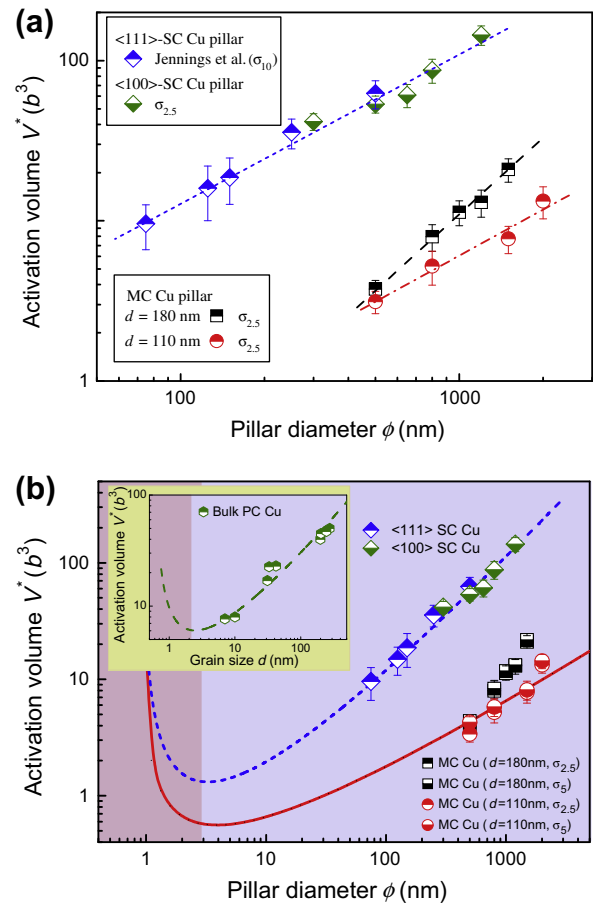 (a)
<111>-SC Cu pillar
Jennings et al. (σ10)
<100>-SC Cu pillar
σ2.5
MC Cu pillar
d = 180 nm σ2.5
d = 110 nm σ2.5
Activation volume V* (b³)
100
10
1
100 1000
Pillar diameter ϕ (nm)
(b)
Bulk PC Cu
Activation volume V* (b³)
100
10
1 10 100
Grain size d (nm)
<111> SC Cu
<100> SC Cu
MC Cu (d=180nm, σ2.5)
MC Cu (d=180nm, σ5)
MC Cu (d=110nm, σ2.5)
MC Cu (d=110nm, σ5)
Activation volume V* (b³)
100
10
1
1 10 100 1000
Pillar diameter ϕ (nm)